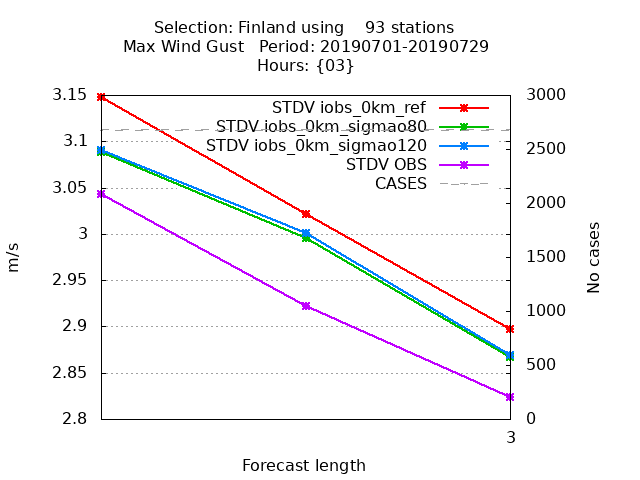 Selection: Finland using    93 stations
Max Wind Gust   Period: 20190701-20190729
Hours: {03}
STDV iobs_0km_ref
STDV iobs_0km_sigmao80
STDV iobs_0km_sigmao120
STDV OBS
CASES
3.15
3.1
3.05
3
2.95
2.9
2.85
2.8
m/s
3000
2500
2000
1500
1000
500
0
No cases
3
Forecast length